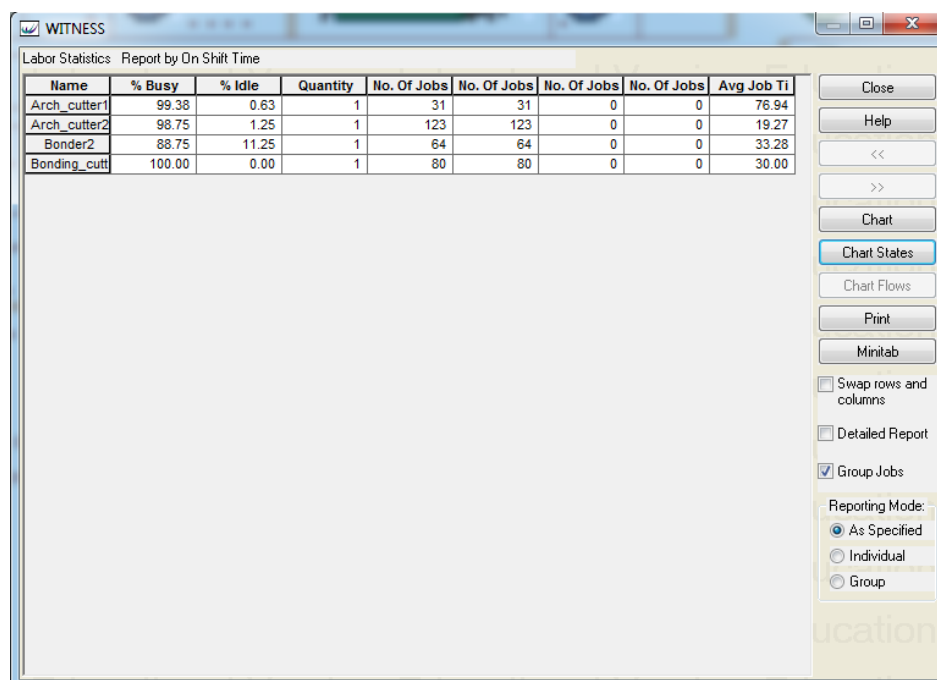 WITNESS
Labor Statistics Report by On Shift Time
Name % Busy % Idle Quantity No. Of Jobs No. Of Jobs No. Of Jobs No. Of Jobs Avg Job Ti
Arch_cutter1 99.38 0.63 1 31 31 0 0 76.94
Arch_cutter2 98.75 1.25 1 123 123 0 0 19.27
Bonder2 88.75 11.25 1 64 64 0 0 33.28
Bonding_cutt 100.00 0.00 1 80 80 0 0 30.00
Close
Help
<<
>>
Chart
Chart States
Chart Flows
Print
Minitab
Swap rows and
columns
Detailed Report
Group Jobs
Reporting Mode:
As Specified
Individual
Group
ucation